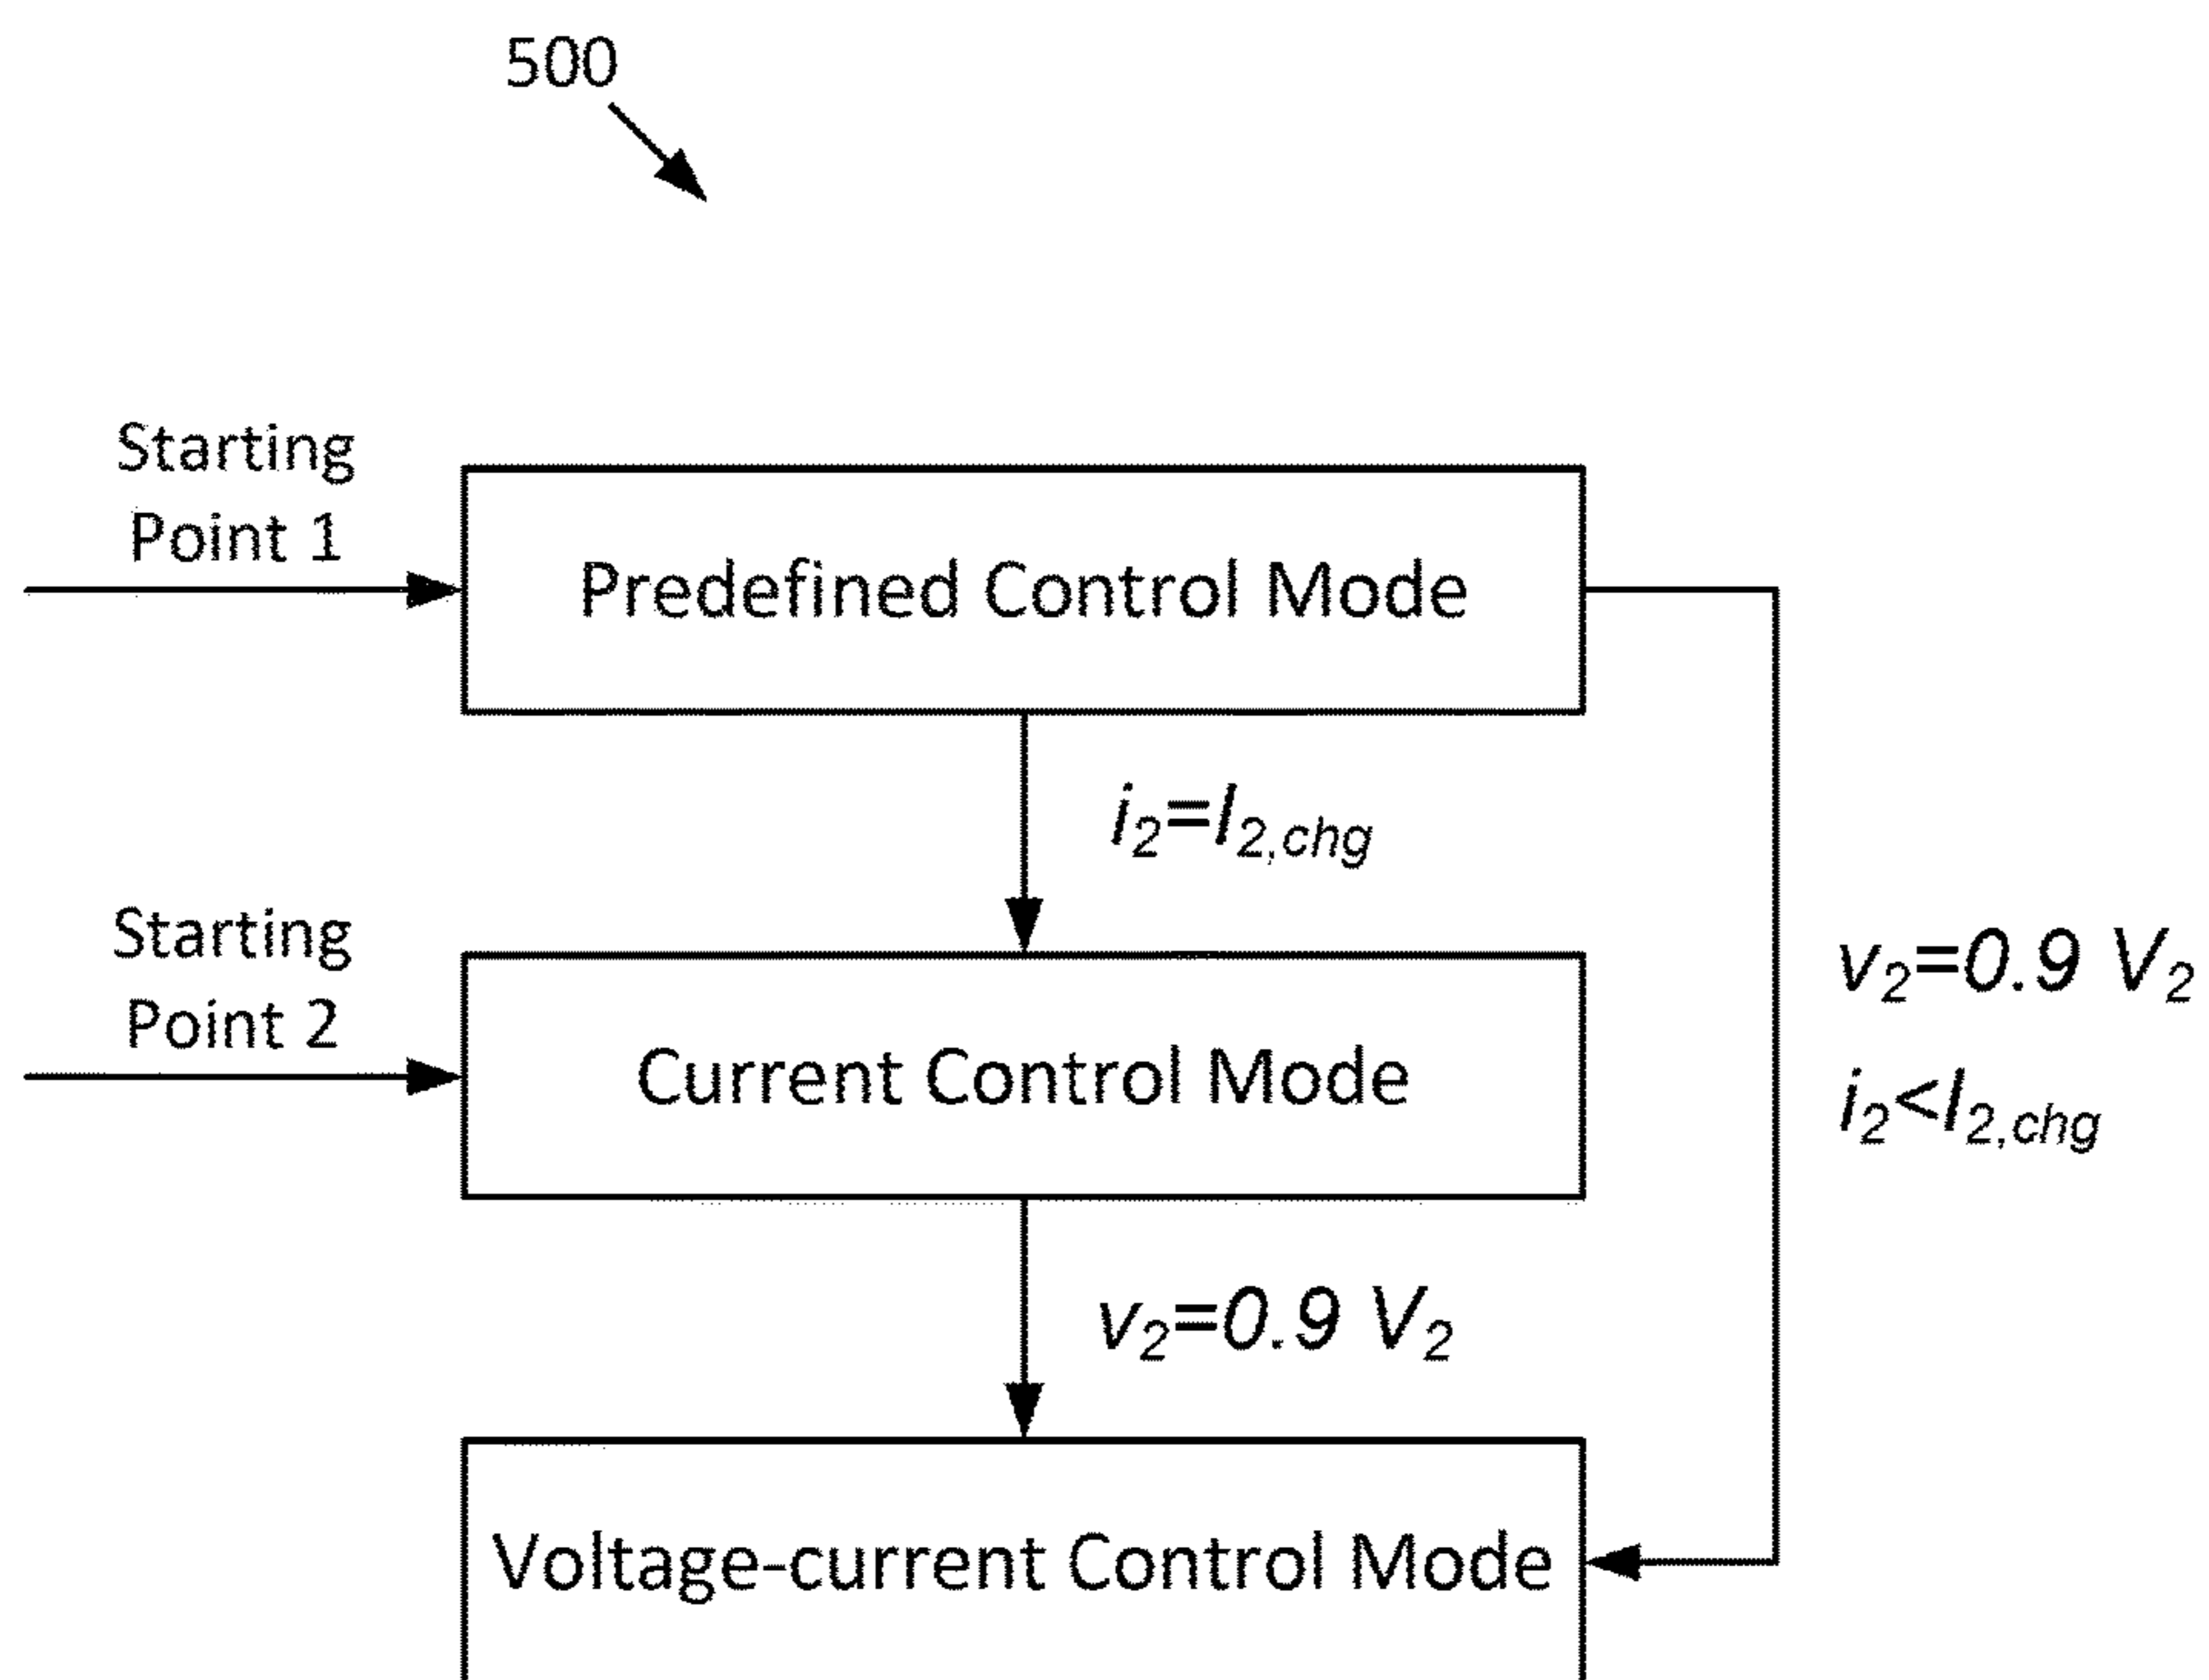 500
Starting
Point 1
Predefined Control Mode
i₂=I₂,chg
Starting
Point 2
Current Control Mode
v₂=0.9 V₂
i₂<I₂,chg
v₂=0.9 V₂
Voltage-current Control Mode